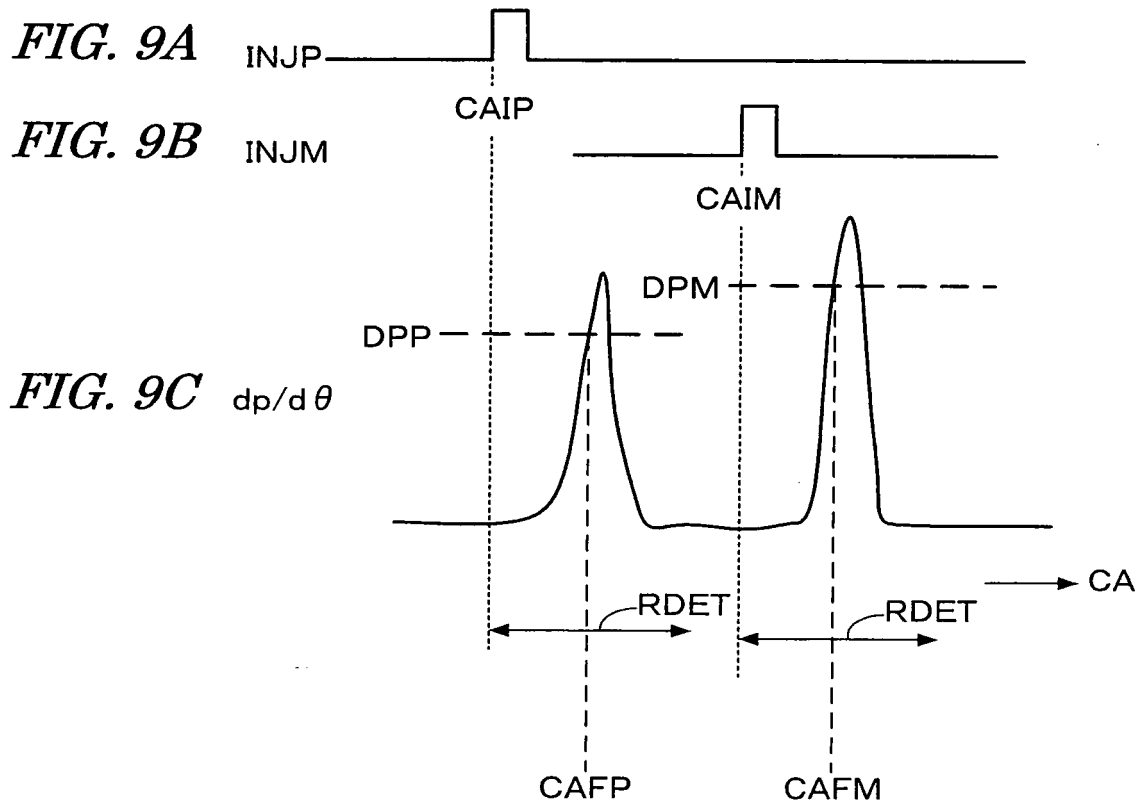 FIG. 9A INJP
CAIP
FIG. 9B INJM
CAIM
DPM
DPP
FIG. 9C dp/dθ
CA
RDET RDET
CAFP CAFM